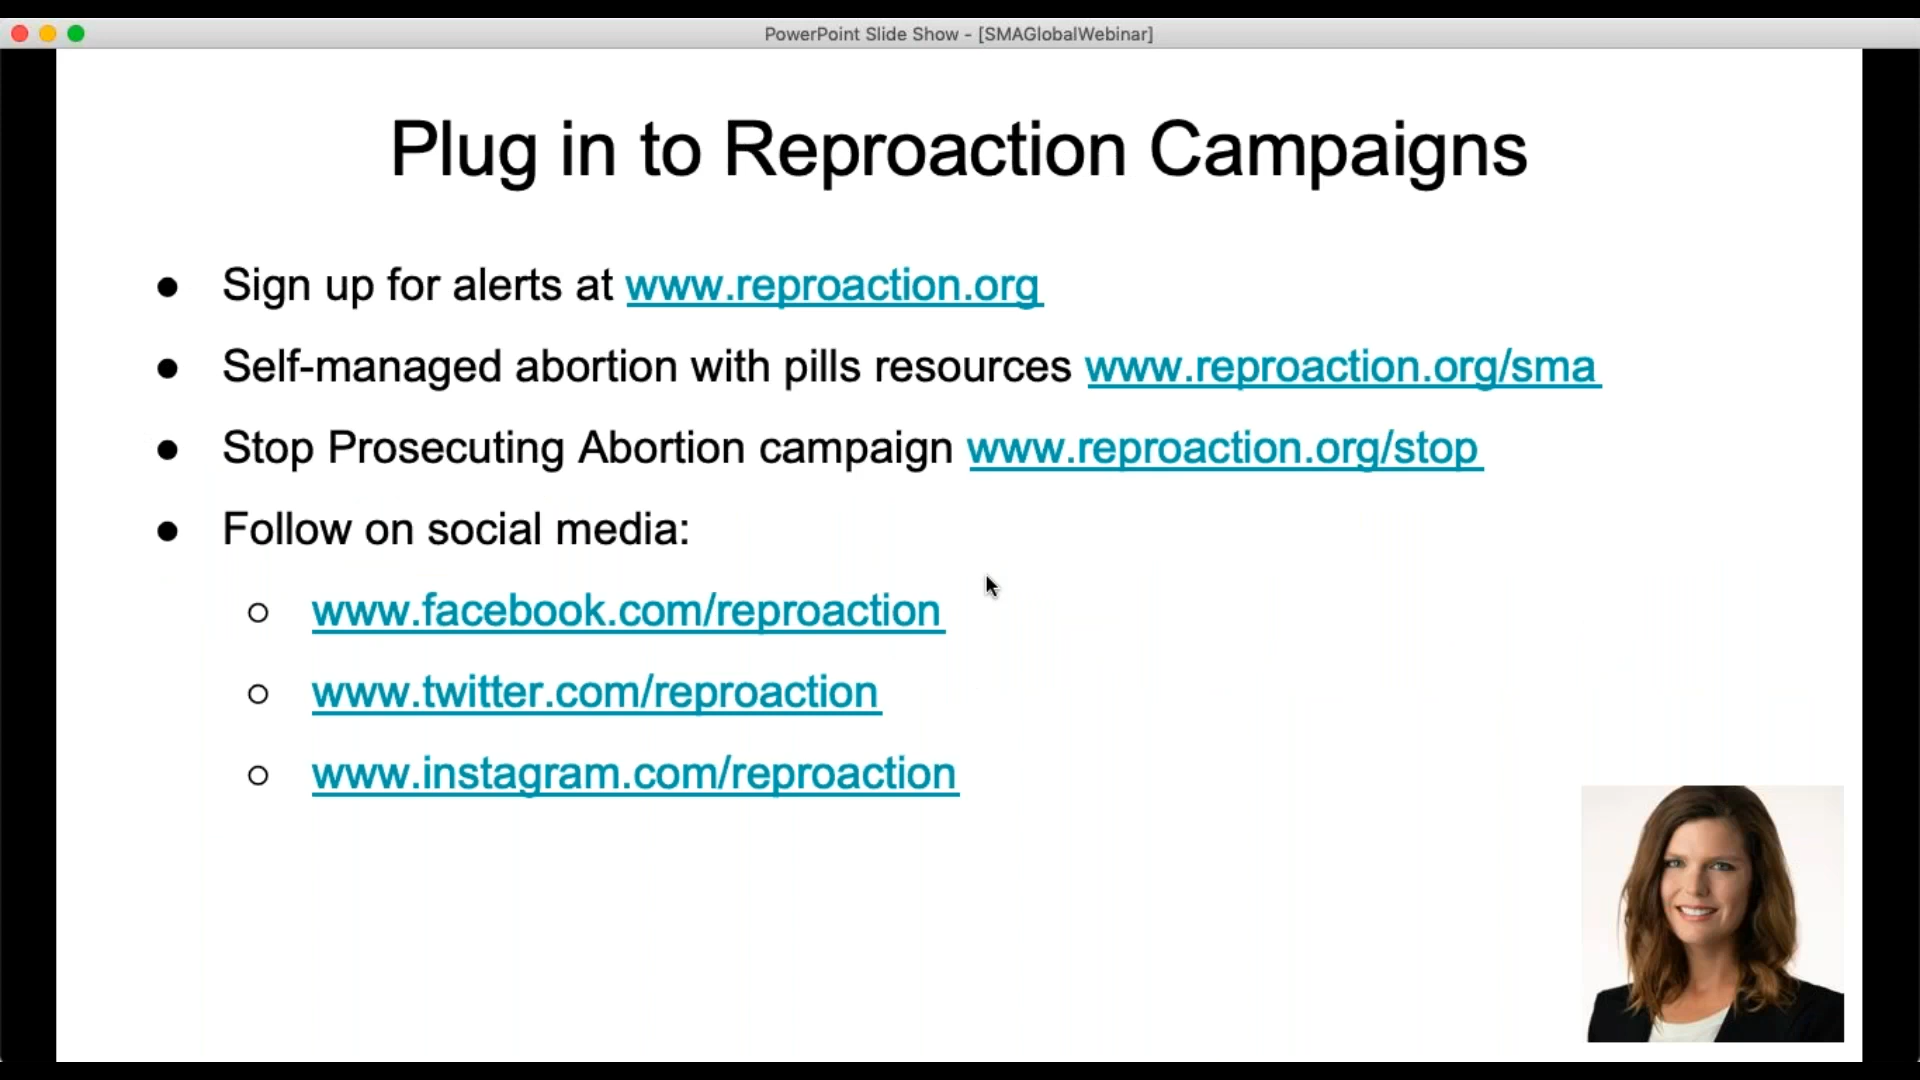 PowerPoint Slide Show - [SMAGlobalWebinar]
Plug in to Reproaction Campaigns
● Sign up for alerts at www.reproaction.org
● Self-managed abortion with pills resources www.reproaction.org/sma
● Stop Prosecuting Abortion campaign www.reproaction.org/stop
● Follow on social media:
○ www.facebook.com/reproaction
○ www.twitter.com/reproaction
○ www.instagram.com/reproaction